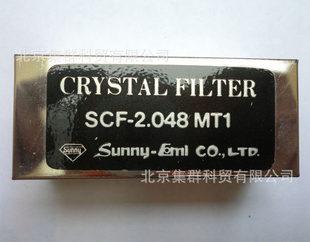 北京集群科贸有限公司
CRYSTAL FILTER
SCF-2.048 MT1
Sunny
Sunny-Emi CO., LTD.
北京集群科贸有限公司